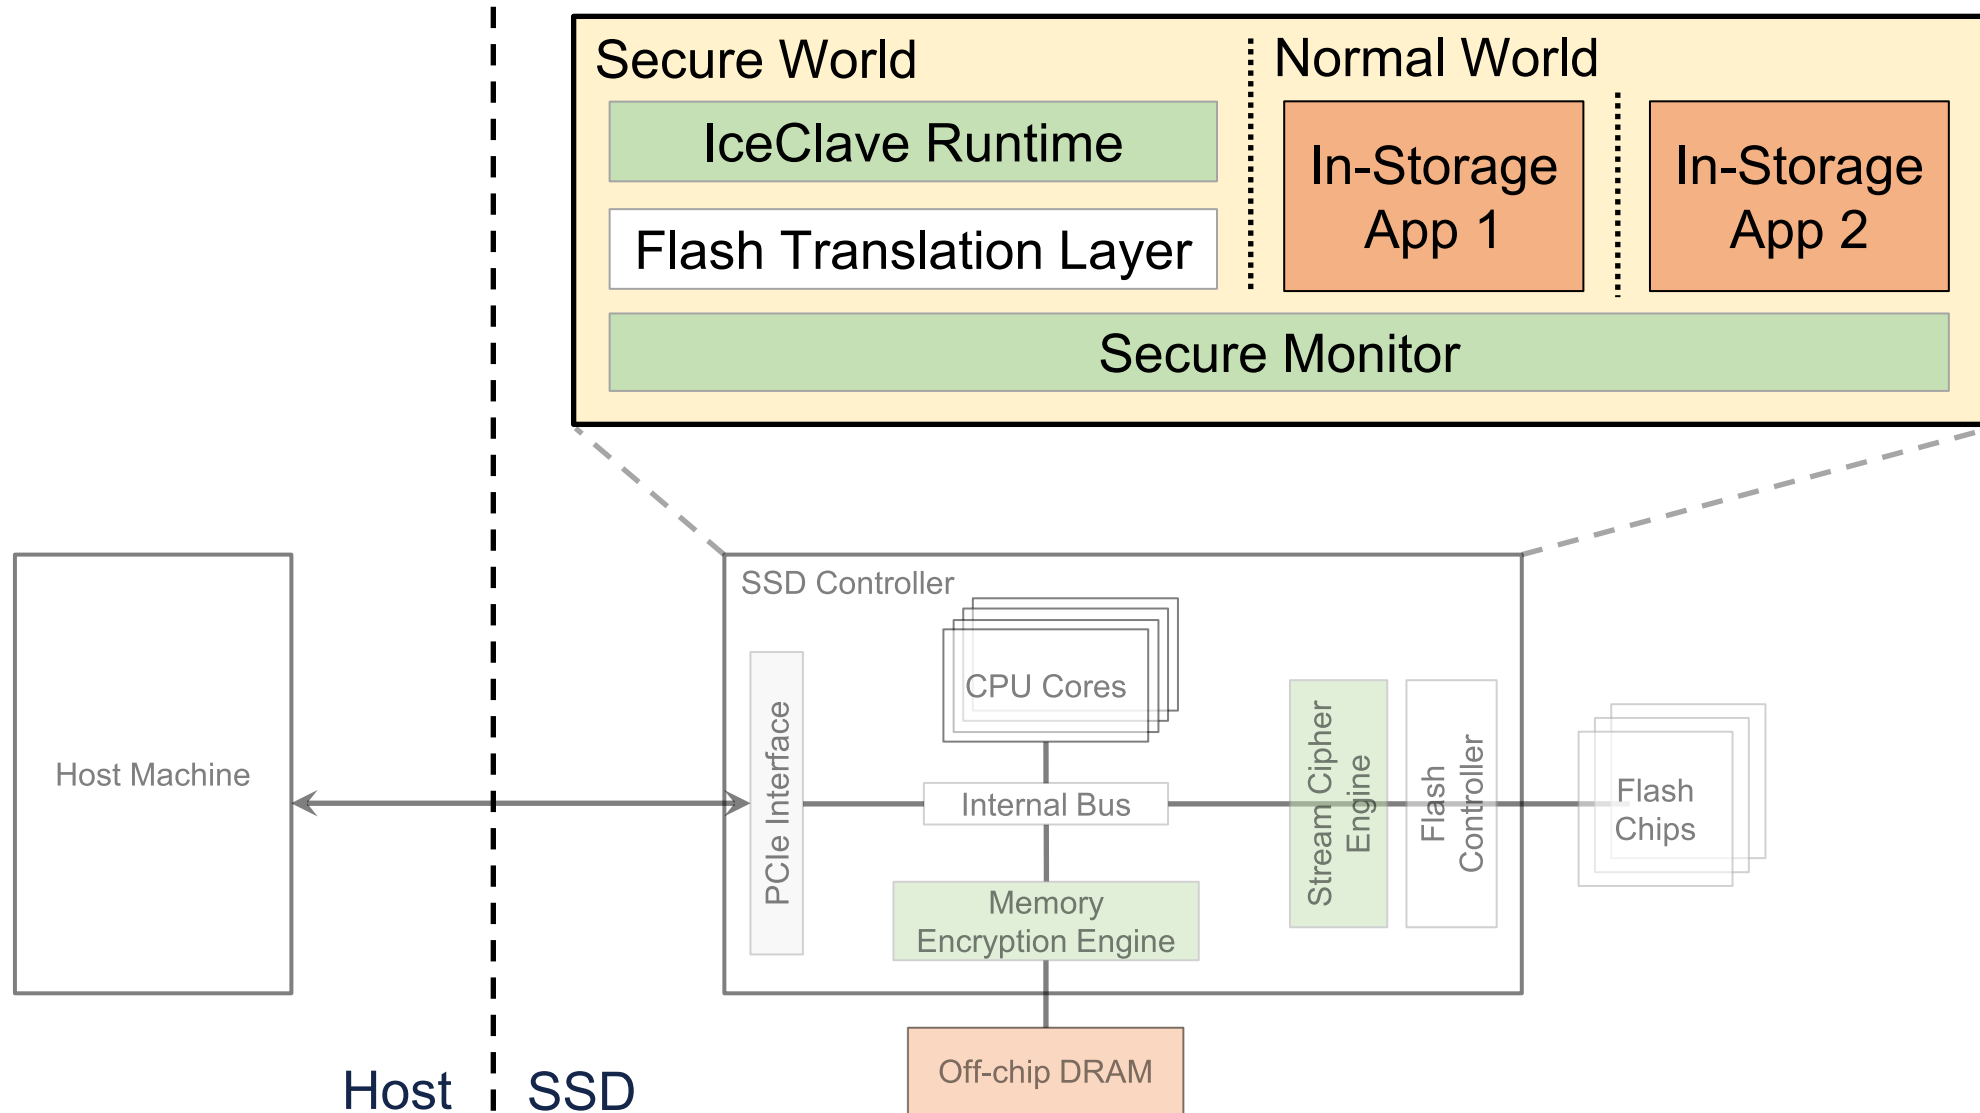 Secure World
Normal World
IceClave Runtime
Flash Translation Layer
In-Storage
App 1
In-Storage
App 2
Secure Monitor
SSD Controller
CPU Cores
Host Machine
PCIe Interface
Internal Bus
Stream Cipher
Engine
Flash
Controller
Flash
Chips
Memory
Encryption Engine
Off-chip DRAM
Host
SSD